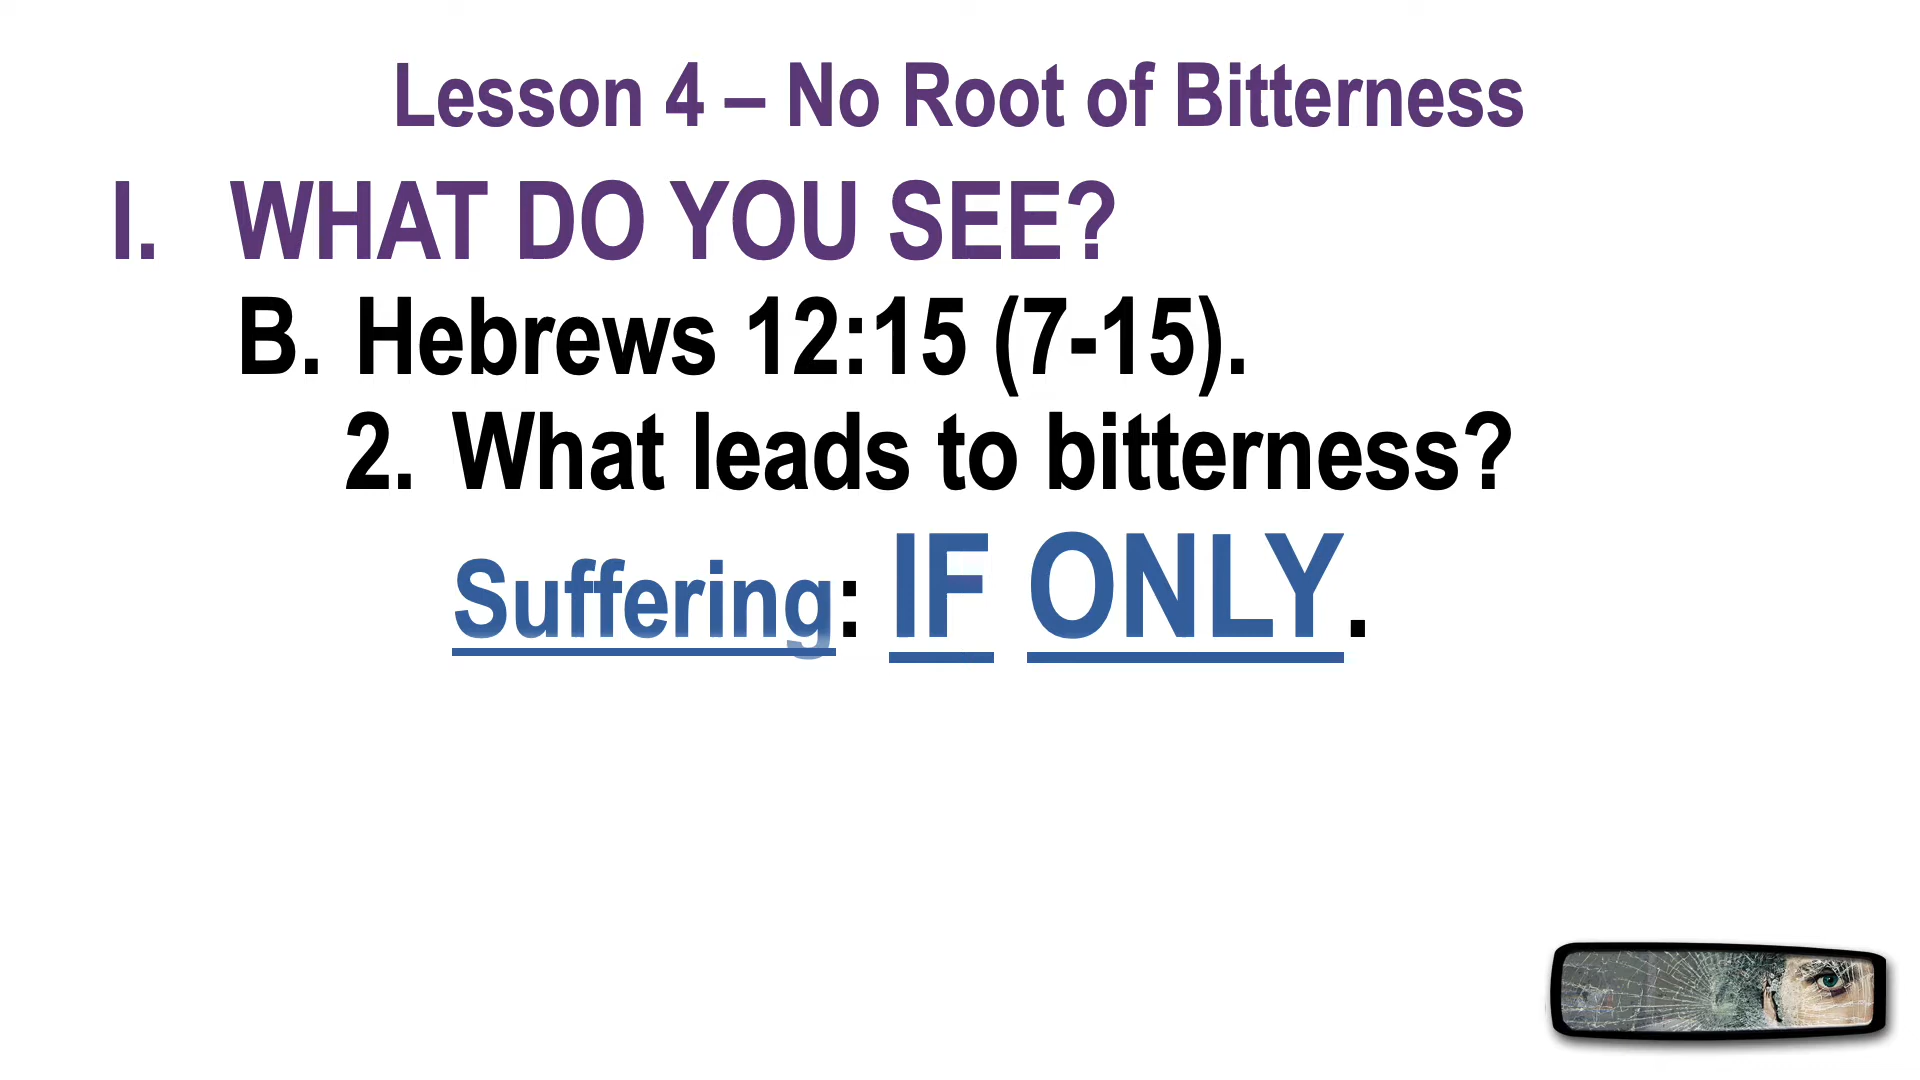 Lesson 4 – No Root of Bitterness
I. WHAT DO YOU SEE?
B. Hebrews 12:15 (7-15).
2. What leads to bitterness?
Suffering: IF ONLY.